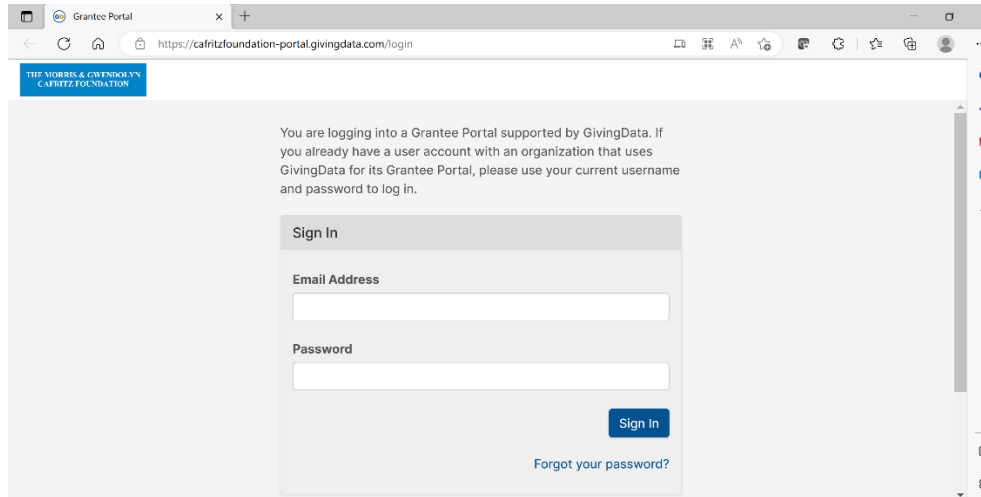 Grantee Portal
https://cafritzfoundation-portal.givingdata.com/login
THE MORRIS & GWENDOLYN
CAFRITZ FOUNDATION
You are logging into a Grantee Portal supported by GivingData. If
you already have a user account with an organization that uses
GivingData for its Grantee Portal, please use your current username
and password to log in.
Sign In
Email Address
Password
Sign In
Forgot your password?